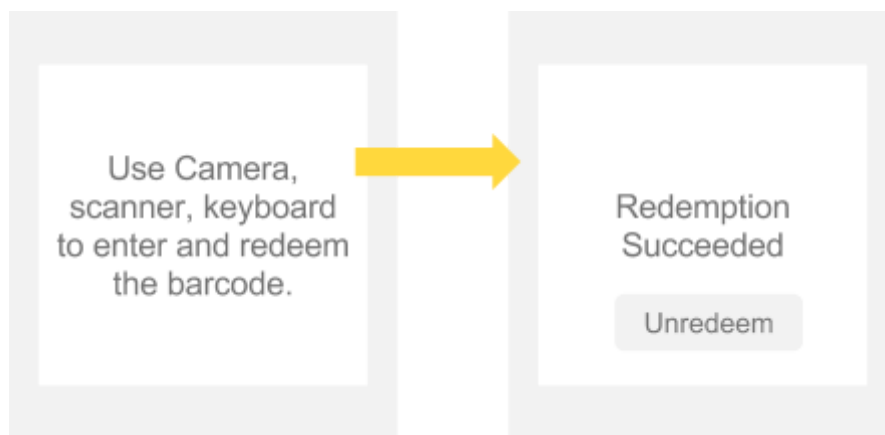 Use Camera,
scanner, keyboard
to enter and redeem
the barcode.
Redemption
Succeeded
Unredeem